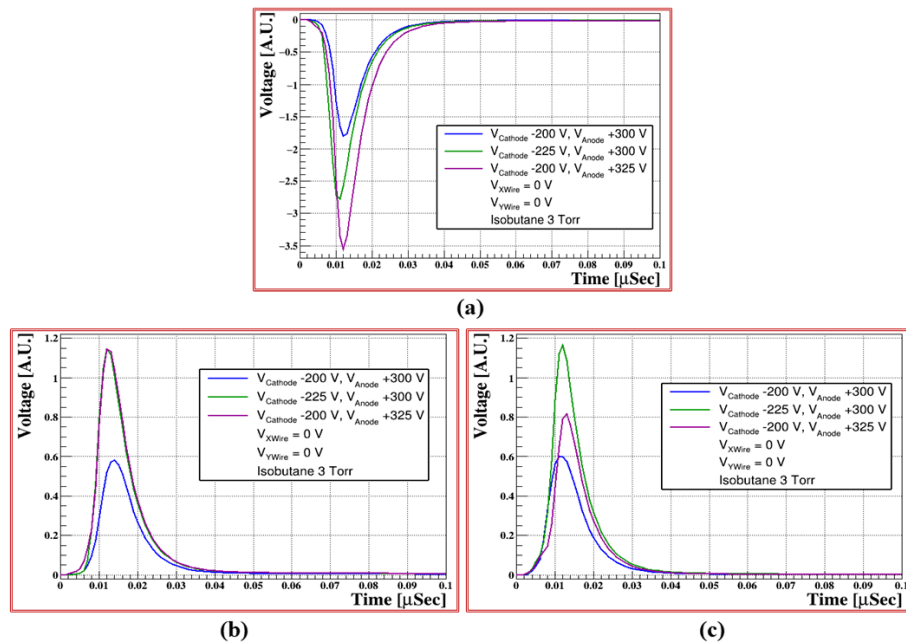 Voltage [A.U.]
0
−0.5
−1
−1.5
−2
−2.5
−3
−3.5
V_Cathode -200 V, V_Anode +300 V
V_Cathode -225 V, V_Anode +300 V
V_Cathode -200 V, V_Anode +325 V
V_XWire = 0 V
V_YWire = 0 V
Isobutane 3 Torr
0 0.01 0.02 0.03 0.04 0.05 0.06 0.07 0.08 0.09 0.1
Time [μSec]
(a)
Voltage [A.U.]
1.2
1
0.8
0.6
0.4
0.2
0
V_Cathode -200 V, V_Anode +300 V
V_Cathode -225 V, V_Anode +300 V
V_Cathode -200 V, V_Anode +325 V
V_XWire = 0 V
V_YWire = 0 V
Isobutane 3 Torr
0 0.01 0.02 0.03 0.04 0.05 0.06 0.07 0.08 0.09 0.1
Time [μSec]
(b)
Voltage [A.U.]
1.2
1
0.8
0.6
0.4
0.2
0
V_Cathode -200 V, V_Anode +300 V
V_Cathode -225 V, V_Anode +300 V
V_Cathode -200 V, V_Anode +325 V
V_XWire = 0 V
V_YWire = 0 V
Isobutane 3 Torr
0 0.01 0.02 0.03 0.04 0.05 0.06 0.07 0.08 0.09 0.1
Time [μSec]
(c)